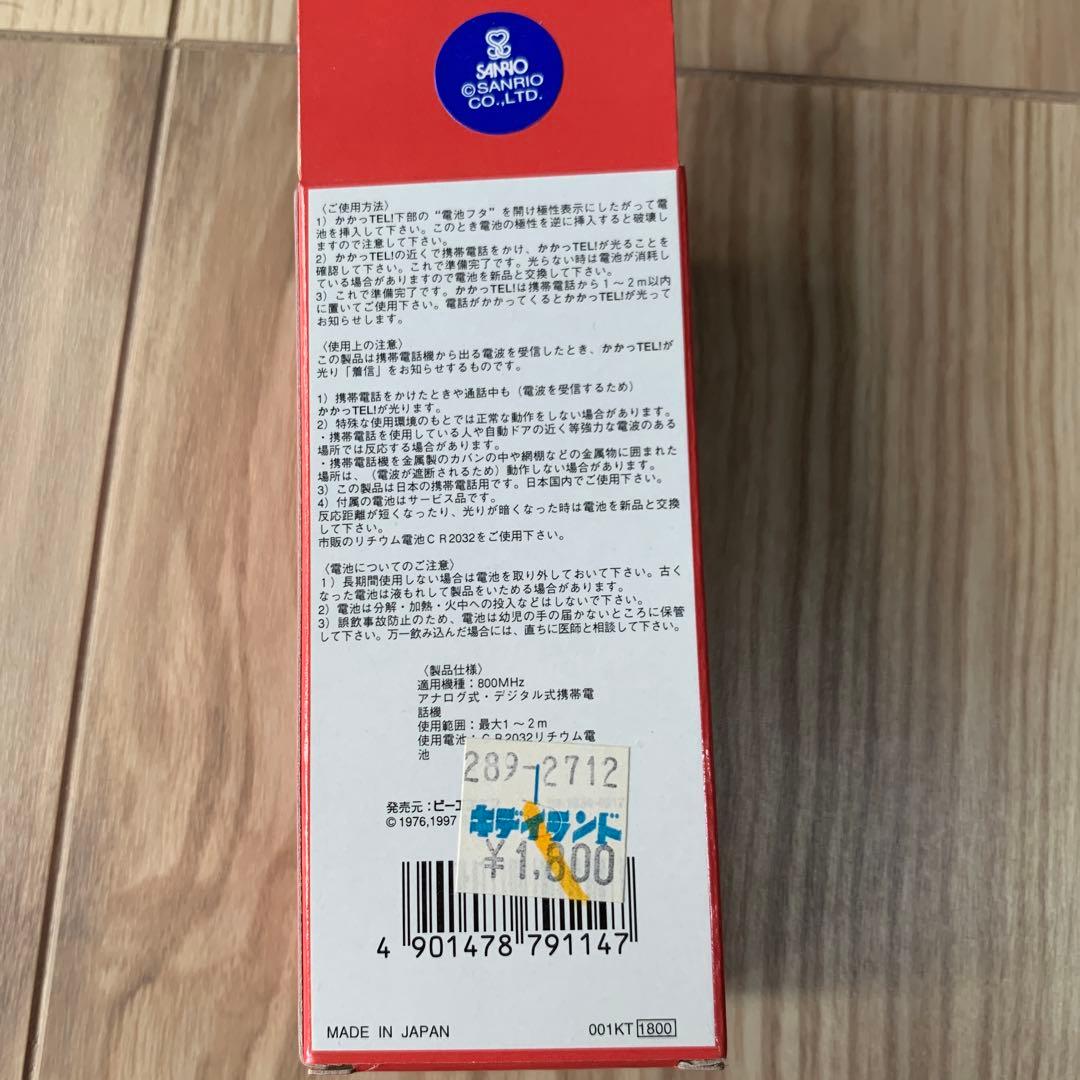 SANRIO
©SANRIO
CO.,LTD.
〈ご使用方法〉
1）かかっTEL!下部の“電池フタ”を開け極性表示にしたがって電
池を挿入して下さい。このとき電池の極性を逆に挿入すると破壊し
ますので注意して下さい。
2）かかっTEL!の近くで携帯電話をかけ、かかっTEL!が光ることを
確認して下さい。これで準備完了です。光らない時は電池が消耗し
ている場合がありますので電池を新品と交換して下さい。
3）これで準備完了です。かかっTEL!は携帯電話から1～2m以内
に置いてご使用下さい。電話がかかってくるとかかっTEL!が光って
お知らせします。
〈使用上の注意〉
この製品は携帯電話機から出る電波を受信したとき、かかっTEL!が
光り「着信」をお知らせするものです。
1）携帯電話をかけたときや通話中も（電波を受信するため）
かかっTEL!が光ります。
2）特殊な使用環境のもとでは正常な動作をしない場合があります。
・携帯電話を使用している人や自動ドアの近く等強力な電波のある
場所では反応する場合があります。
・携帯電話機を金属製のカバンの中や網棚などの金属物に囲まれた
場所は、（電波が遮断されるため）動作しない場合があります。
3）この製品は日本の携帯電話用です。日本国内でご使用下さい。
4）付属の電池はサービス品です。
反応距離が短くなったり、光りが暗くなった時は電池を新品と交換
して下さい。
市販のリチウム電池CR2032をご使用下さい。
〈電池についてのご注意〉
1）長期間使用しない場合は電池を取り外しておいて下さい。古く
なった電池は液もれして製品をいためる場合があります。
2）電池は分解・加熱・火中への投入などはしないで下さい。
3）誤飲事故防止のため、電池は幼児の手の届かないところに保管
して下さい。万一飲み込んだ場合には、直ちに医師と相談して下さい。
〈製品仕様〉
適用機種：800MHz
アナログ式・デジタル式携帯電
話機
使用範囲：最大1～2m
使用電池：CR2032リチウム電
池
289-2712
発売元：ピーエ
キデイランド
©1976,1997
¥1,800
4 901478 791147
MADE IN JAPAN
001KT 1800